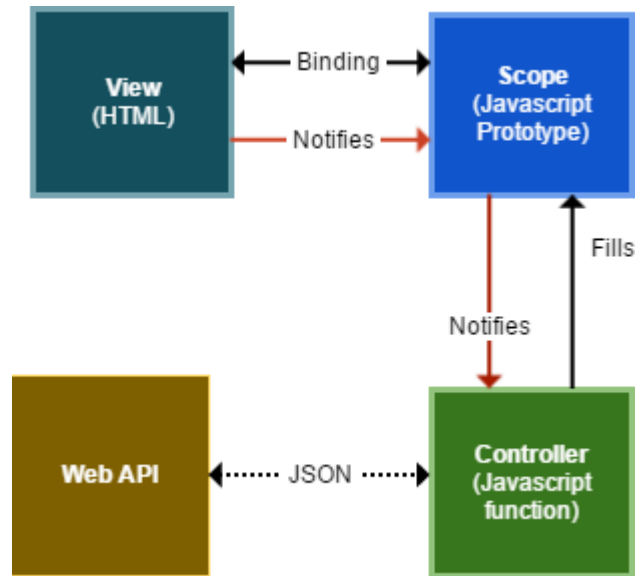 View
(HTML)
Binding
Notifies
Scope
(Javascript
Prototype)
Fills
Notifies
Web API
JSON
Controller
(Javascript
function)